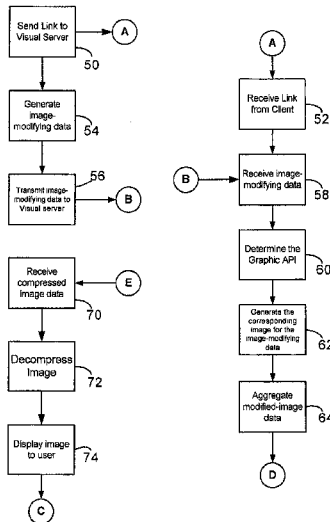 Send Link to
Visual Server
50
A
Generate
image-
modifying data
54
56
Transmit image-
modifying data to
Visual server
B
Receive
compressed
image data
70
E
Decompress
Image
72
Display image
to user
74
C
A
Receive Link
from Client
52
B
Receive image-
modifying data
58
Determine the
Graphic API
60
Generate the
corresponding
image for the
image-modifying
data
62
Aggregate
modified-image
data
64
D